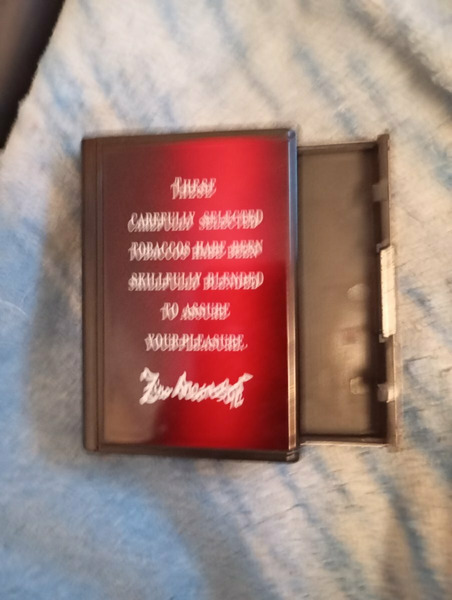 THESE
CAREFULLY SELECTED
TOBACCOS HAVE BEEN
SKILLFULLY BLENDED
TO ASSURE
YOUR PLEASURE.